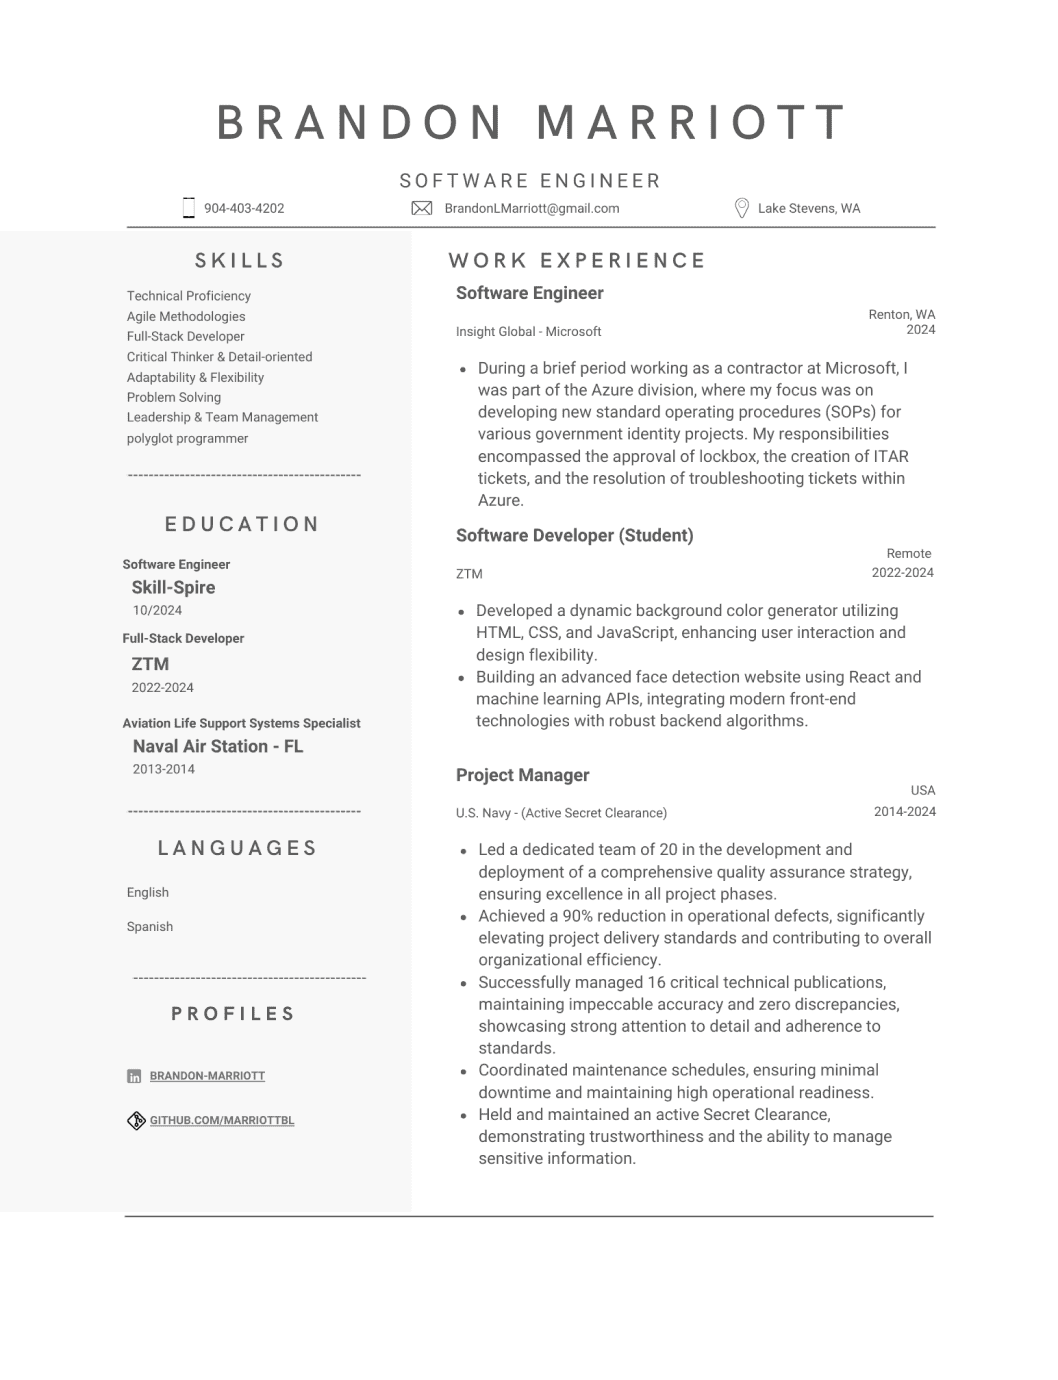 BRANDON MARRIOTT
SOFTWARE ENGINEER
904-403-4202
BrandonLMarriott@gmail.com
Lake Stevens, WA
SKILLS
Technical Proficiency
Agile Methodologies
Full-Stack Developer
Critical Thinker & Detail-oriented
Adaptability & Flexibility
Problem Solving
Leadership & Team Management
polyglot programmer
---------------------------------------------
EDUCATION
Software Engineer
Skill-Spire
10/2024
Full-Stack Developer
ZTM
2022-2024
Aviation Life Support Systems Specialist
Naval Air Station - FL
2013-2014
---------------------------------------------
LANGUAGES
English
Spanish
---------------------------------------------
PROFILES
BRANDON-MARRIOTT
GITHUB.COM/MARRIOTTBL
WORK EXPERIENCE
Software Engineer
Renton, WA
Insight Global - Microsoft
2024
• During a brief period working as a contractor at Microsoft, I
was part of the Azure division, where my focus was on
developing new standard operating procedures (SOPs) for
various government identity projects. My responsibilities
encompassed the approval of lockbox, the creation of ITAR
tickets, and the resolution of troubleshooting tickets within
Azure.
Software Developer (Student)
Remote
ZTM
2022-2024
• Developed a dynamic background color generator utilizing
HTML, CSS, and JavaScript, enhancing user interaction and
design flexibility.
• Building an advanced face detection website using React and
machine learning APIs, integrating modern front-end
technologies with robust backend algorithms.
Project Manager
USA
U.S. Navy - (Active Secret Clearance)
2014-2024
• Led a dedicated team of 20 in the development and
deployment of a comprehensive quality assurance strategy,
ensuring excellence in all project phases.
• Achieved a 90% reduction in operational defects, significantly
elevating project delivery standards and contributing to overall
organizational efficiency.
• Successfully managed 16 critical technical publications,
maintaining impeccable accuracy and zero discrepancies,
showcasing strong attention to detail and adherence to
standards.
• Coordinated maintenance schedules, ensuring minimal
downtime and maintaining high operational readiness.
• Held and maintained an active Secret Clearance,
demonstrating trustworthiness and the ability to manage
sensitive information.